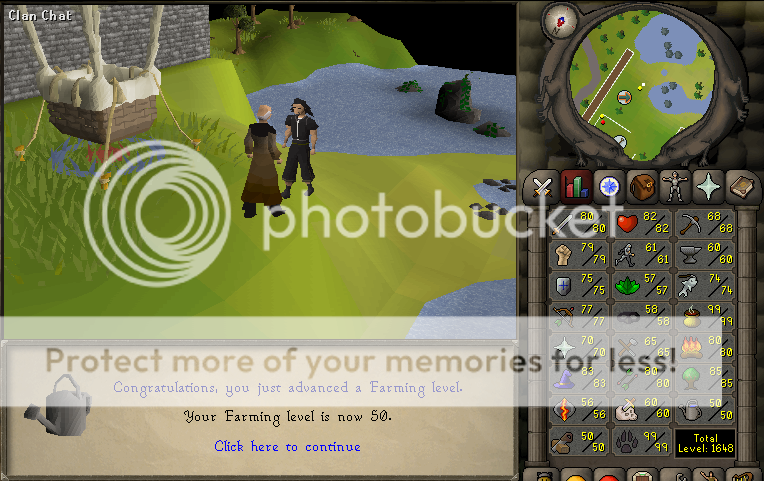 Clan Chat
photobucket
Protect more of your memories for less!
Congratulations, you just advanced a Farming level.
Your Farming level is now 50.
Click here to continue
80/80 82/82 68/68
79/79 61/61 60/60
75/75 57/57 74/74
77/77 58/58 99/99
70/70 65/65 80/80
83/83 80/80 85/85
56/56 60/60 50/50
50/50 99/99
Total
Level: 1648